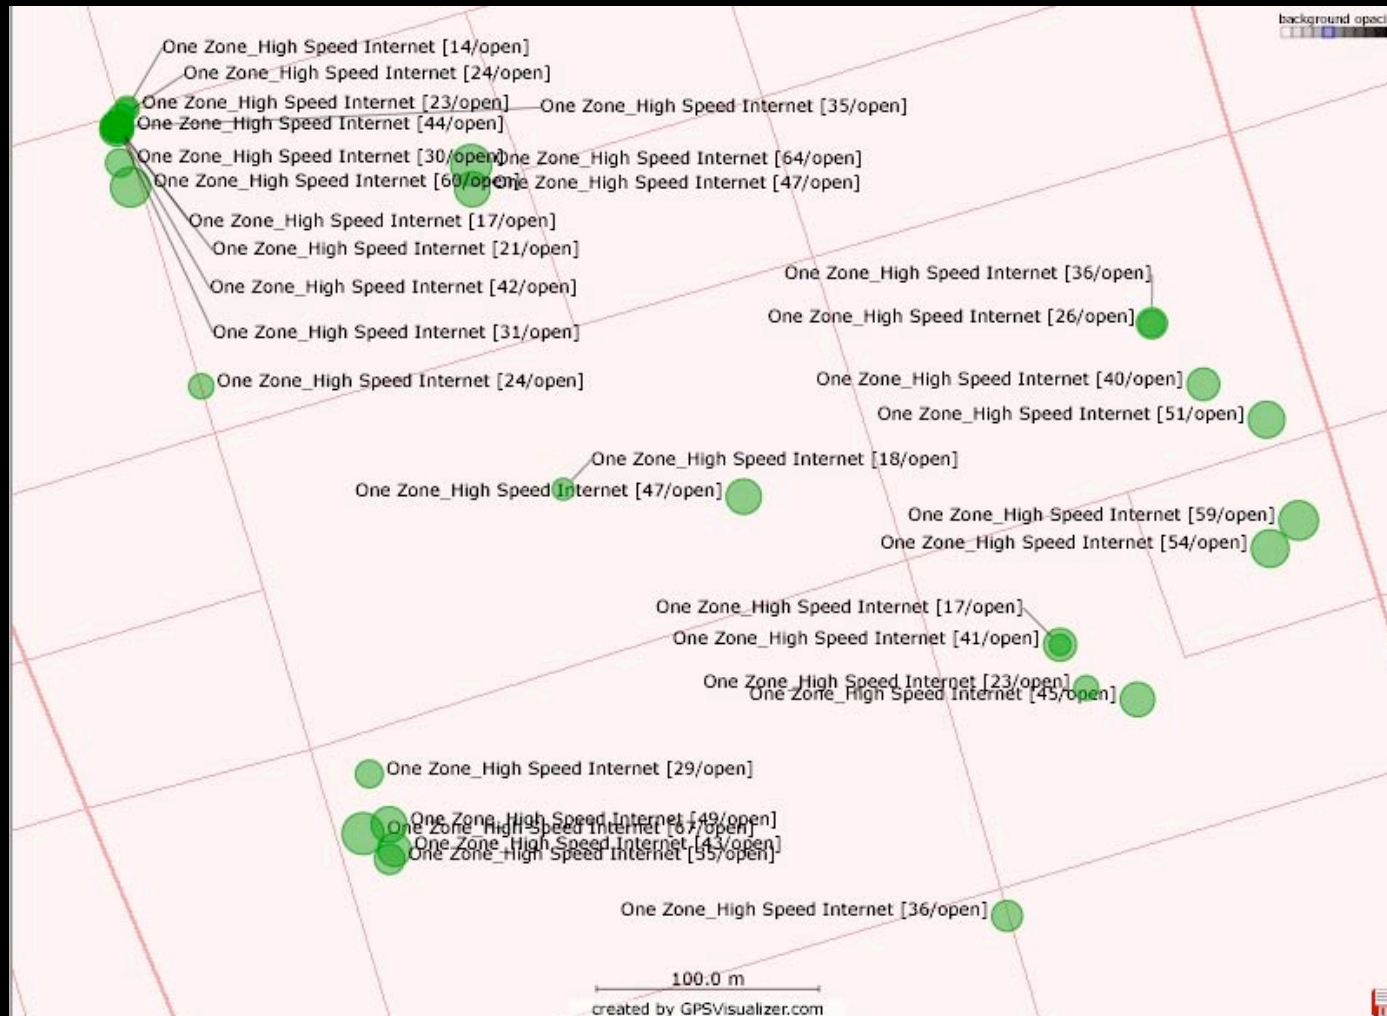 background opaci
One Zone_High Speed Internet [14/open]
One Zone_High Speed Internet [24/open]
One Zone_High Speed Internet [23/open]
One Zone_High Speed Internet [35/open]
One Zone_High Speed Internet [44/open]
One Zone_High Speed Internet [30/open]
One Zone_High Speed Internet [64/open]
One Zone_High Speed Internet [60/open]
One Zone_High Speed Internet [47/open]
One Zone_High Speed Internet [17/open]
One Zone_High Speed Internet [21/open]
One Zone_High Speed Internet [36/open]
One Zone_High Speed Internet [42/open]
One Zone_High Speed Internet [26/open]
One Zone_High Speed Internet [31/open]
One Zone_High Speed Internet [24/open]
One Zone_High Speed Internet [40/open]
One Zone_High Speed Internet [51/open]
One Zone_High Speed Internet [18/open]
One Zone_High Speed Internet [47/open]
One Zone_High Speed Internet [59/open]
One Zone_High Speed Internet [54/open]
One Zone_High Speed Internet [17/open]
One Zone_High Speed Internet [41/open]
One Zone_High Speed Internet [23/open]
One Zone_High Speed Internet [45/open]
One Zone_High Speed Internet [29/open]
One Zone_High Speed Internet [49/open]
One Zone_High Speed Internet [67/open]
One Zone_High Speed Internet [43/open]
One Zone_High Speed Internet [55/open]
One Zone_High Speed Internet [36/open]
100.0 m
created by GPSVisualizer.com